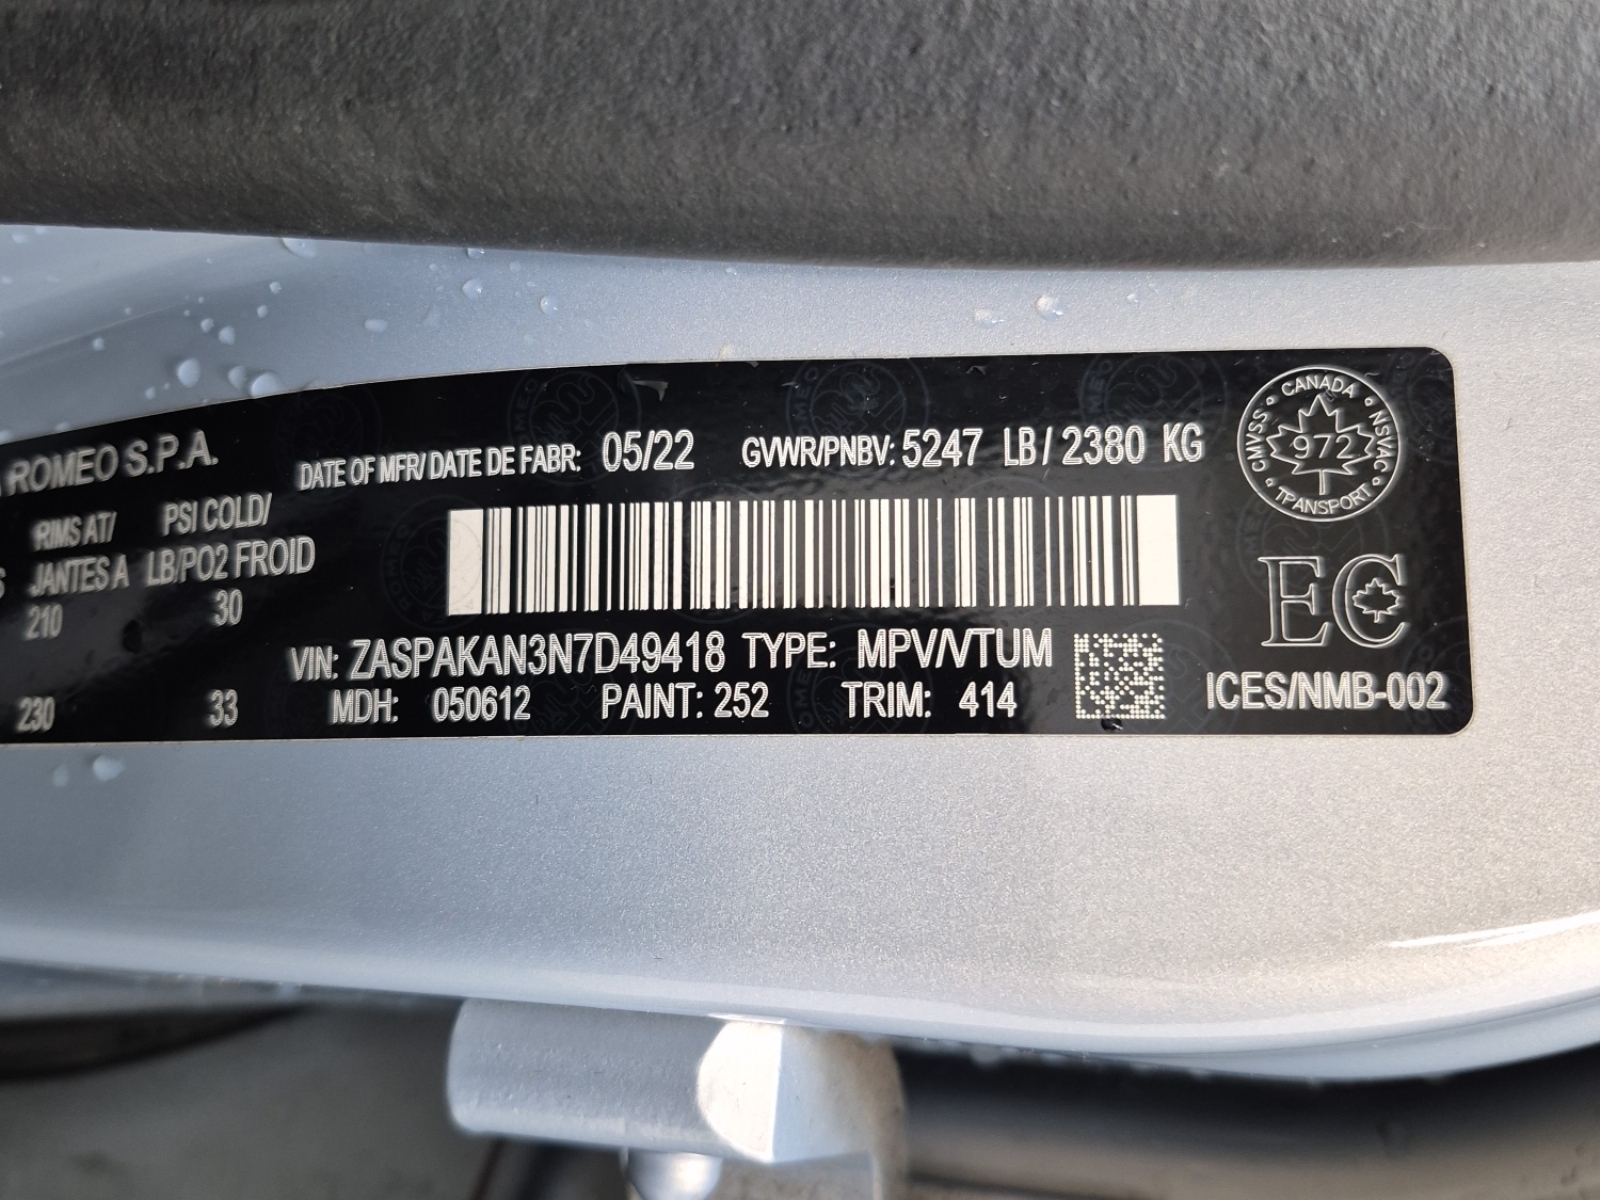 ROMEO S.P.A.
DATE OF MFR/DATE DE FABR: 05/22 GVWR/PNBV: 5247 LB / 2380 KG
CANADA
CMVSS
972
NSVAC
TRANSPORT
RIMS AT/ PSI COLD/
JANTES A LB/PO2 FROID
210 30
230 33
VIN: ZASPAKAN3N7D49418 TYPE: MPV/VTUM
MDH: 050612 PAINT: 252 TRIM: 414
EC
ICES/NMB-002